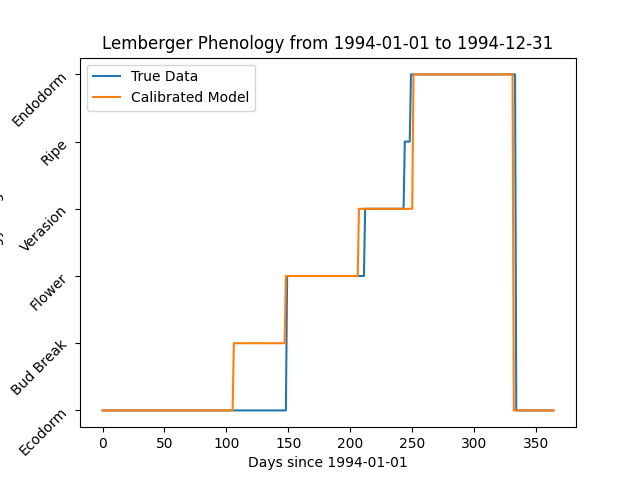 Lemberger Phenology from 1994-01-01 to 1994-12-31
True Data
Calibrated Model
Endodorm
Ripe
Verasion
Flower
Bud Break
Ecodorm
0 50 100 150 200 250 300 350
Days since 1994-01-01